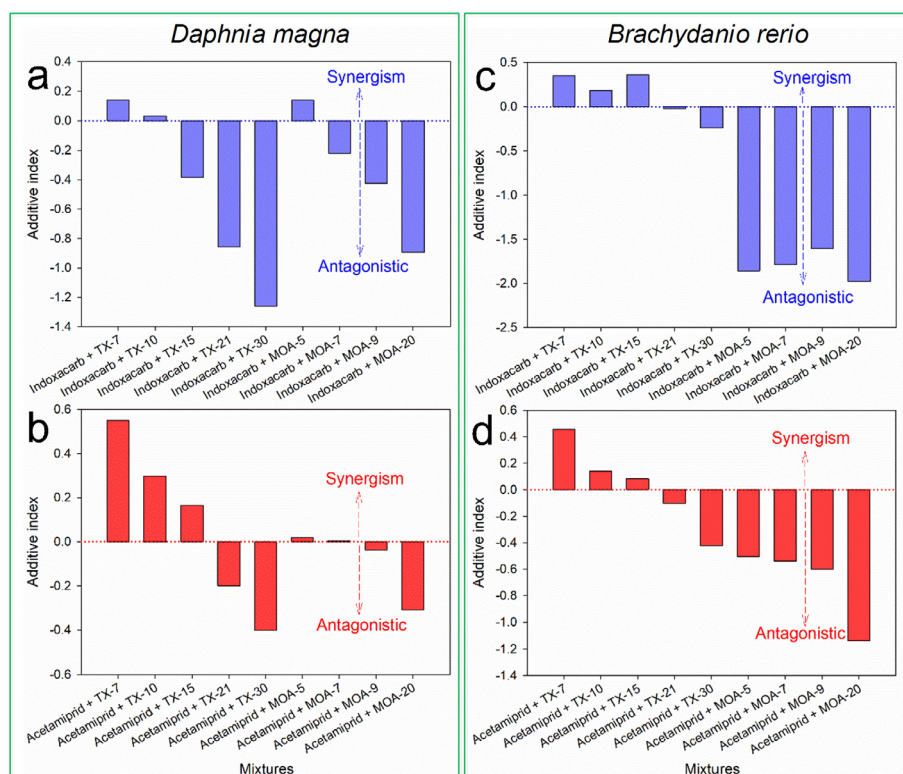 Daphnia magna
Brachydanio rerio
a
0.4
0.2
0.0
-0.2
-0.4
-0.6
-0.8
-1.0
-1.2
-1.4
Additive index
Synergism
Antagonistic
Indoxacarb + TX-7
Indoxacarb + TX-10
Indoxacarb + TX-15
Indoxacarb + TX-21
Indoxacarb + TX-30
Indoxacarb + MOA-5
Indoxacarb + MOA-7
Indoxacarb + MOA-9
Indoxacarb + MOA-20
c
0.5
0.0
-0.5
-1.0
-1.5
-2.0
-2.5
Additive index
Synergism
Antagonistic
Indoxacarb + TX-7
Indoxacarb + TX-10
Indoxacarb + TX-15
Indoxacarb + TX-21
Indoxacarb + TX-30
Indoxacarb + MOA-5
Indoxacarb + MOA-7
Indoxacarb + MOA-9
Indoxacarb + MOA-20
b
0.6
0.4
0.2
0.0
-0.2
-0.4
-0.6
Additive index
Synergism
Antagonistic
Acetamiprid + TX-7
Acetamiprid + TX-10
Acetamiprid + TX-15
Acetamiprid + TX-21
Acetamiprid + TX-30
Acetamiprid + MOA-5
Acetamiprid + MOA-7
Acetamiprid + MOA-9
Acetamiprid + MOA-20
Mixtures
d
0.6
0.4
0.2
0.0
-0.2
-0.4
-0.6
-0.8
-1.0
-1.2
-1.4
Additive index
Synergism
Antagonistic
Acetamiprid + TX-7
Acetamiprid + TX-10
Acetamiprid + TX-15
Acetamiprid + TX-21
Acetamiprid + TX-30
Acetamiprid + MOA-5
Acetamiprid + MOA-7
Acetamiprid + MOA-9
Acetamiprid + MOA-20
Mixtures